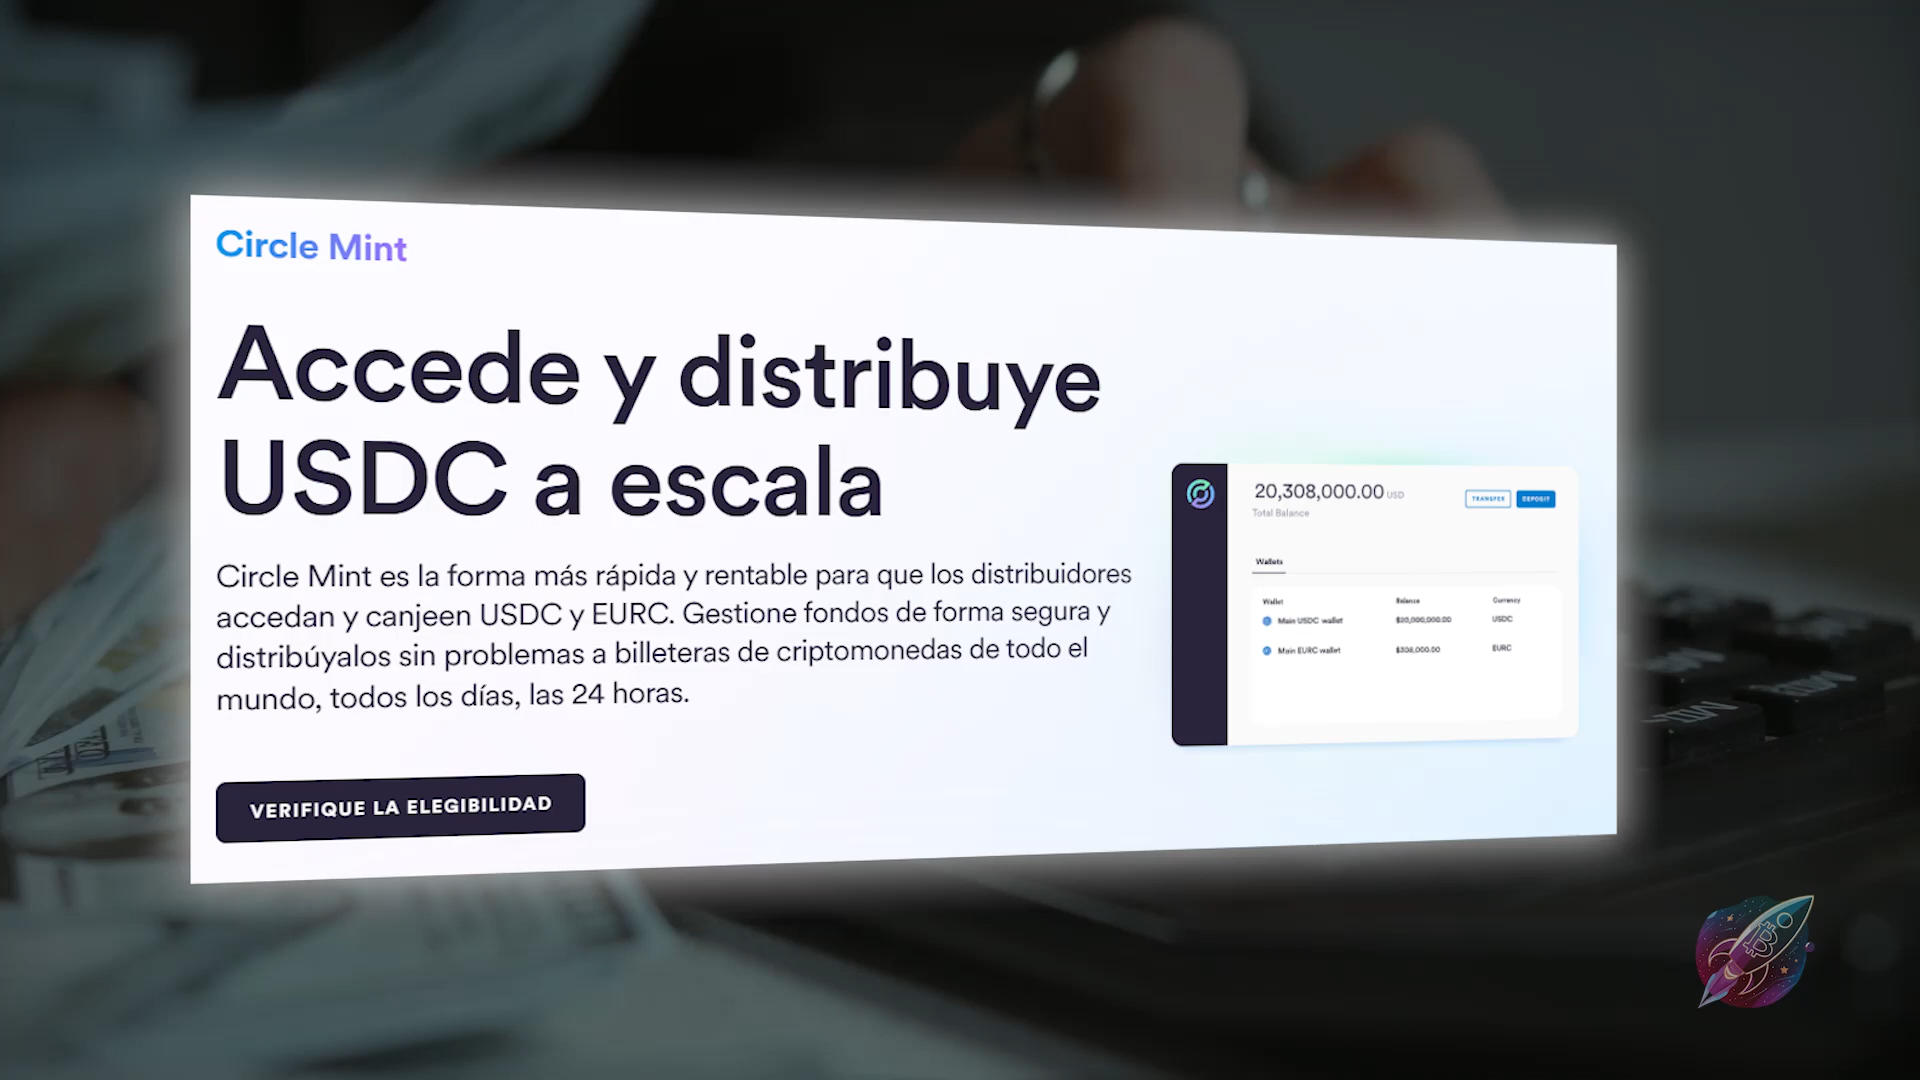 Circle Mint
Accede y distribuye
USDC a escala
Circle Mint es la forma más rápida y rentable para que los distribuidores
accedan y canjeen USDC y EURC. Gestione fondos de forma segura y
distribúyalos sin problemas a billeteras de criptomonedas de todo el
mundo, todos los días, las 24 horas.
VERIFIQUE LA ELEGIBILIDAD
20,308,000.00 USD
TRANSFER DEPOSIT
Total Balance
Wallets
Wallet Balance Currency
Main USDC wallet $20,000,000.00 USDC
Main EURC wallet $308,000.00 EURC